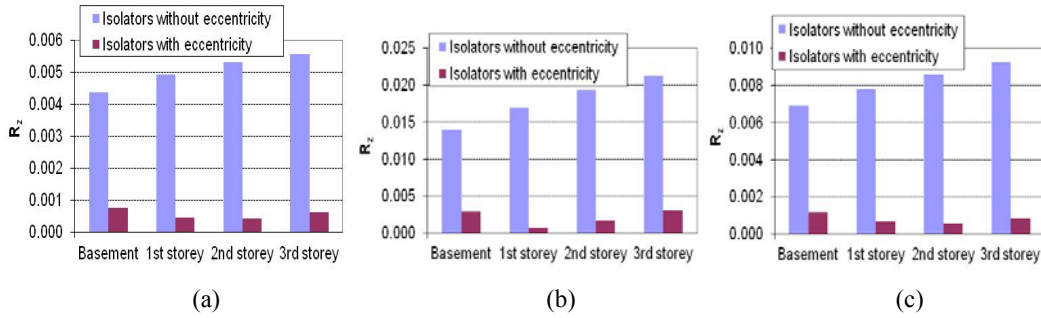 Isolators without eccentricity
Isolators with eccentricity
0.006
0.005
0.004
0.003
0.002
0.001
0.000
Rz
Basement 1st storey 2nd storey 3rd storey
(a)
Isolators without eccentricity
Isolators with eccentricity
0.025
0.020
0.015
0.010
0.005
0.000
Rz
Basement 1st storey 2nd storey 3rd storey
(b)
Isolators without eccentricity
Isolators with eccentricity
0.010
0.008
0.006
0.004
0.002
0.000
Rz
Basement 1st storey 2nd storey 3rd storey
(c)